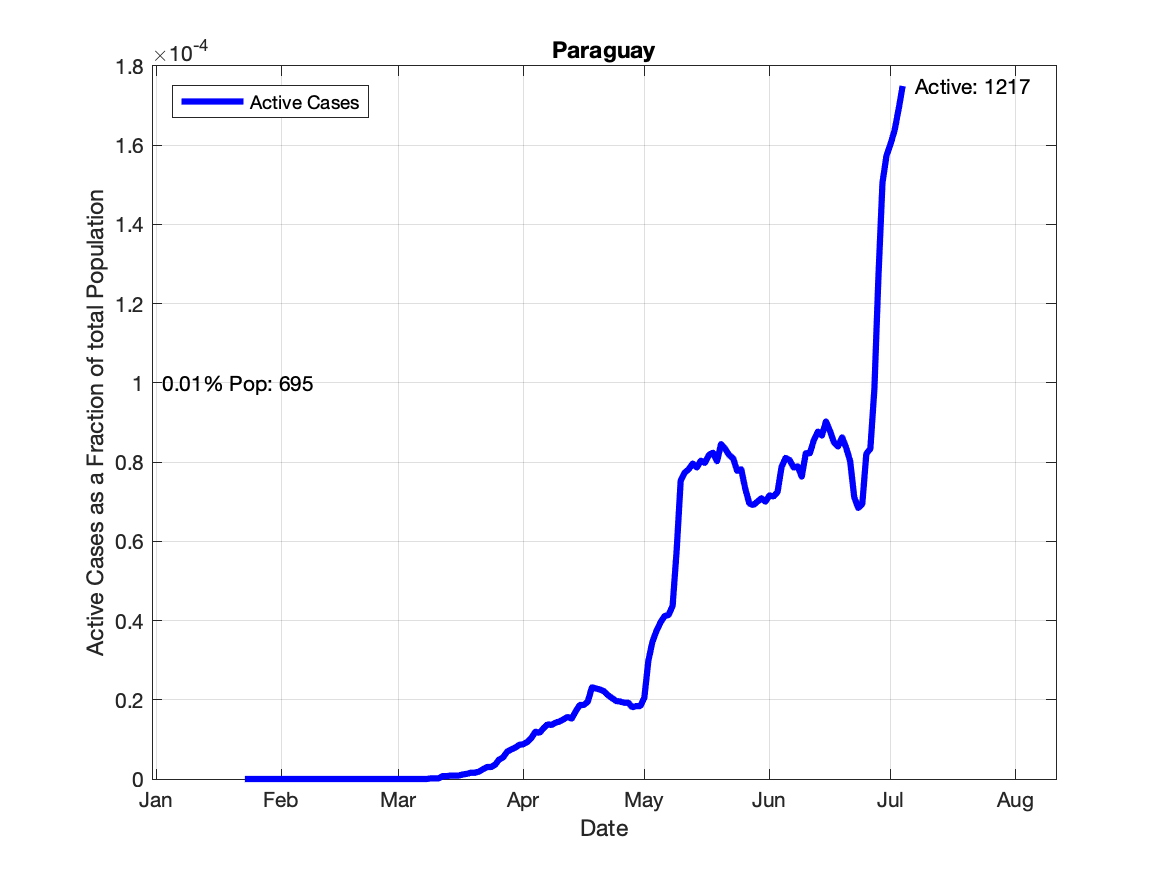 Paraguay
×10-4
1.8
1.6
1.4
1.2
1
0.8
0.6
0.4
0.2
0
Active Cases as a Fraction of total Population
Active Cases
Active: 1217
0.01% Pop: 695
Jan Feb Mar Apr May Jun Jul Aug
Date